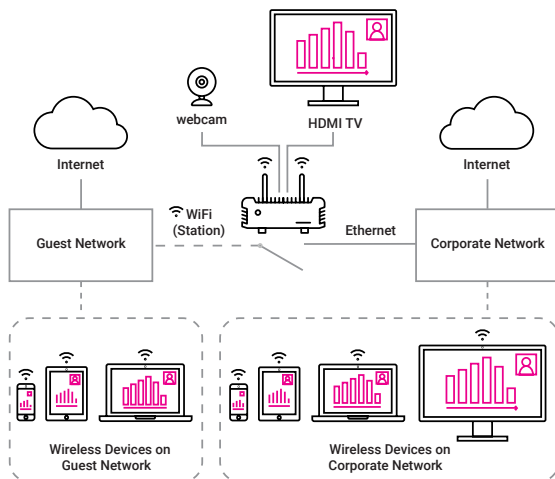 webcam
HDMI TV
Internet
Internet
WiFi
(Station)
Ethernet
Guest Network
Corporate Network
Wireless Devices on
Guest Network
Wireless Devices on
Corporate Network